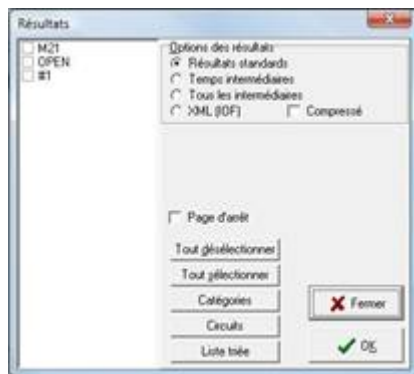 Résultats
M21
OPEN
#1
Options des résultats
Résultats standards
Temps intermédiaires
Tous les intermédiaires
XML (IOF)
Compressé
Page d'arrêt
Tout désélectionner
Tout sélectionner
Catégories
Circuits
Liste triée
Fermer
OK